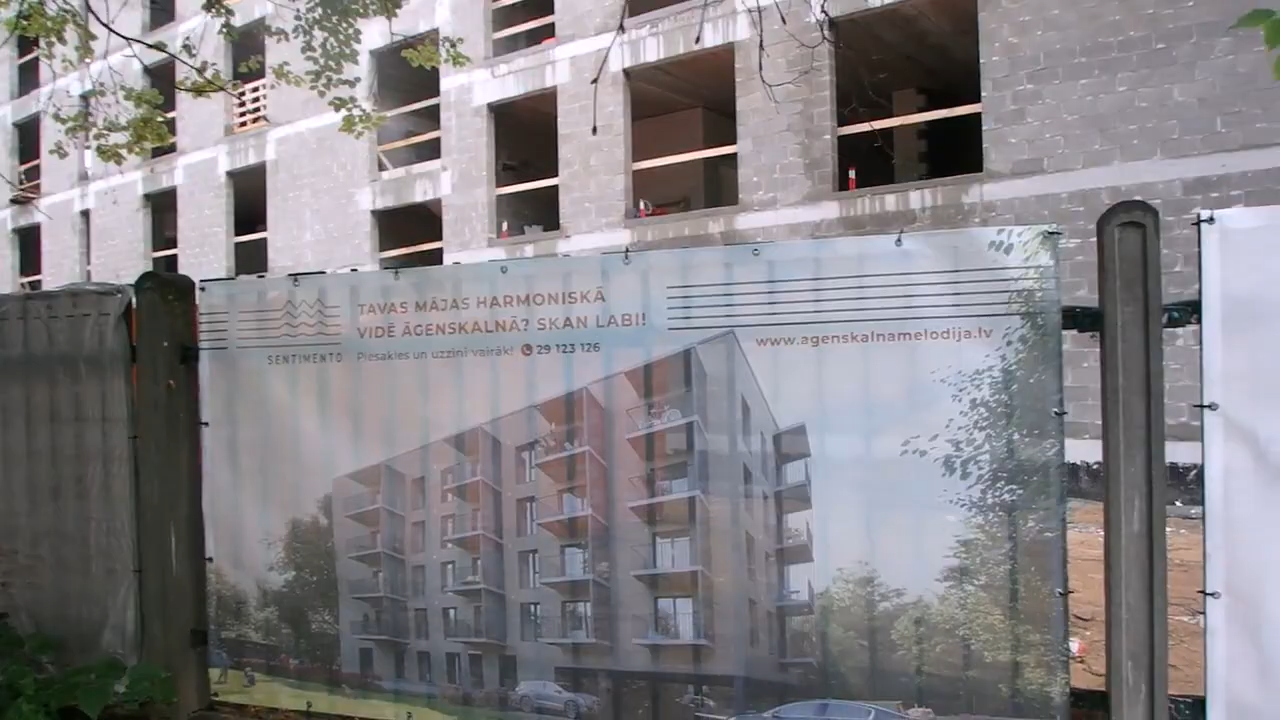 TAVAS MĀJAS HARMONISKĀ
VIDĒ ĀGENSKALNĀ? SKAN LABI!
SENTIMENTO
Piesakies un uzzini vairāk! 29 123 126
www.agenskalnamelodija.lv